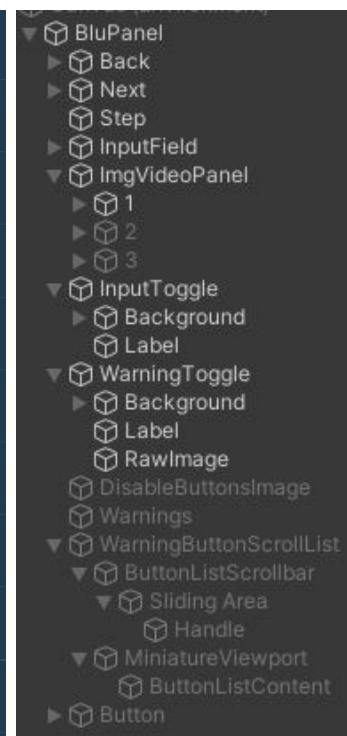 BluPanel
Back
Next
Step
InputField
ImgVideoPanel
1
2
3
InputToggle
Background
Label
WarningToggle
Background
Label
RawImage
DisableButtonsImage
Warnings
WarningButtonScrollList
ButtonListScrollbar
Sliding Area
Handle
MiniatureViewport
ButtonListContent
Button